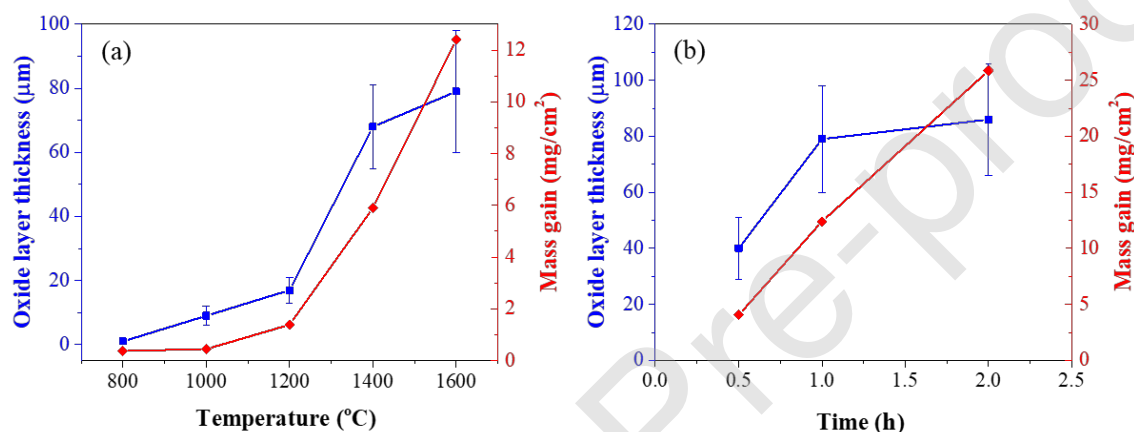 (a)
Oxide layer thickness (μm)
100
80
60
40
20
0
Mass gain (mg/cm²)
12
10
8
6
4
2
0
800 1000 1200 1400 1600
Temperature (°C)
(b)
Oxide layer thickness (μm)
120
100
80
60
40
20
0
Mass gain (mg/cm²)
30
25
20
15
10
5
0
0.0 0.5 1.0 1.5 2.0 2.5
Time (h)
Pre-proo